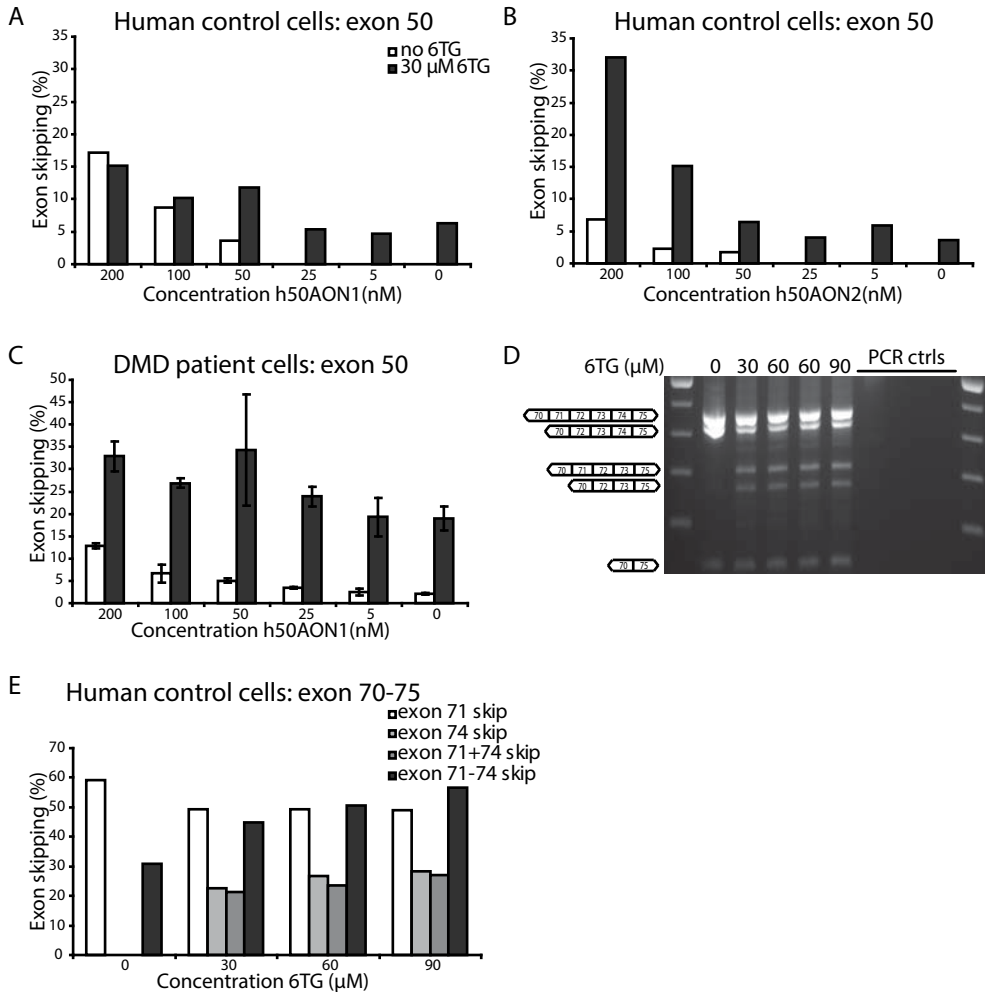 A
Human control cells: exon 50
no 6TG
30 µM 6TG
Exon skipping (%)
35
30
25
20
15
10
5
0
200 100 50 25 5 0
Concentration h50AON1(nM)
B
Human control cells: exon 50
Exon skipping (%)
35
30
25
20
15
10
5
0
200 100 50 25 5 0
Concentration h50AON2(nM)
C
DMD patient cells: exon 50
Exon skipping (%)
50
45
40
35
30
25
20
15
10
5
0
200 100 50 25 5 0
Concentration h50AON1(nM)
D
6TG (µM) 0 30 60 60 90 PCR ctrls
70 71 72 73 74 75
70 72 73 74 75
70 71 72 73 75
70 72 73 75
70 75
E
Human control cells: exon 70-75
exon 71 skip
exon 74 skip
exon 71+74 skip
exon 71-74 skip
Exon skipping (%)
70
60
50
40
30
20
10
0
0 30 60 90
Concentration 6TG (µM)